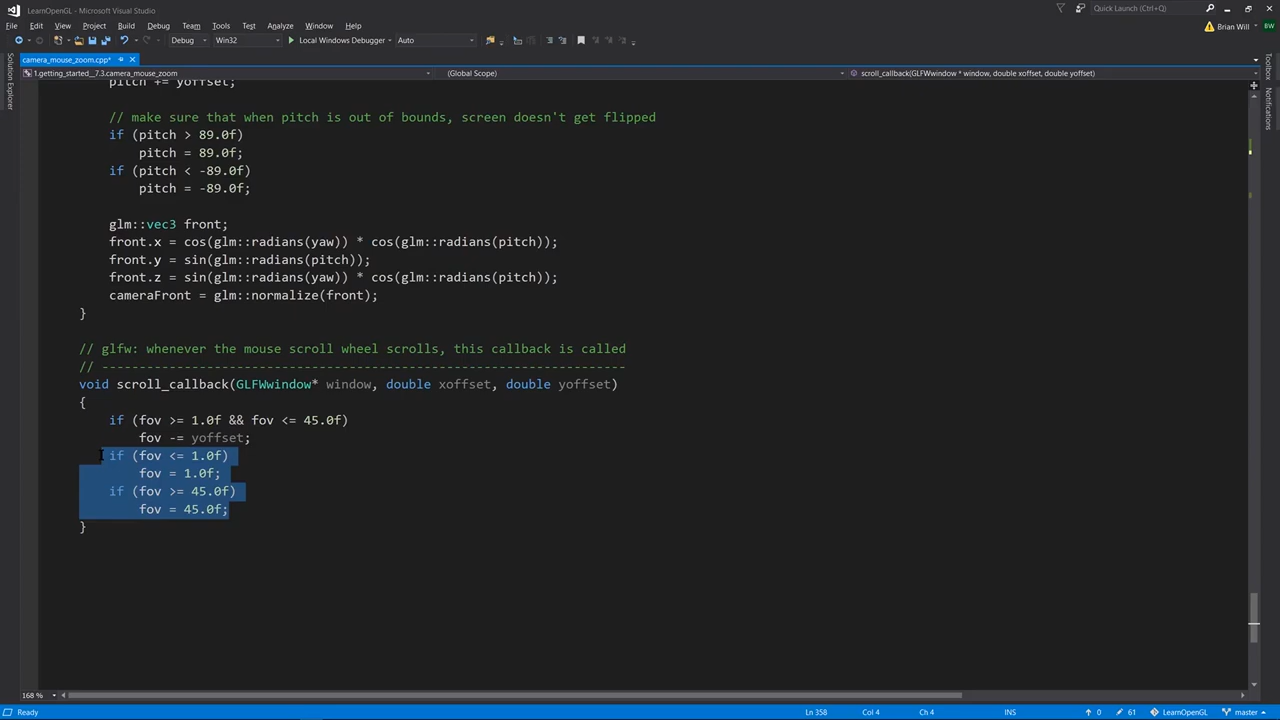 LearnOpenGL - Microsoft Visual Studio
Quick Launch (Ctrl+Q)
File Edit View Project Build Debug Team Tools Test Analyze Window Help
Brian Will BW
Debug Win32 Local Windows Debugger Auto
Solution Explorer
Toolbox
Notifications
camera_mouse_zoom.cpp*
1.getting_started__7.3.camera_mouse_zoom (Global Scope) scroll_callback(GLFWwindow * window, double xoffset, double yoffset)
pitch += yoffset;
// make sure that when pitch is out of bounds, screen doesn't get flipped
if (pitch > 89.0f)
pitch = 89.0f;
if (pitch < -89.0f)
pitch = -89.0f;
glm::vec3 front;
front.x = cos(glm::radians(yaw)) * cos(glm::radians(pitch));
front.y = sin(glm::radians(pitch));
front.z = sin(glm::radians(yaw)) * cos(glm::radians(pitch));
cameraFront = glm::normalize(front);
}
// glfw: whenever the mouse scroll wheel scrolls, this callback is called
// ----------------------------------------------------------------------
void scroll_callback(GLFWwindow* window, double xoffset, double yoffset)
{
if (fov >= 1.0f && fov <= 45.0f)
fov -= yoffset;
if (fov <= 1.0f)
fov = 1.0f;
if (fov >= 45.0f)
fov = 45.0f;
}
168 %
Ready Ln 358 Col 4 Ch 4 INS 0 61 LearnOpenGL master